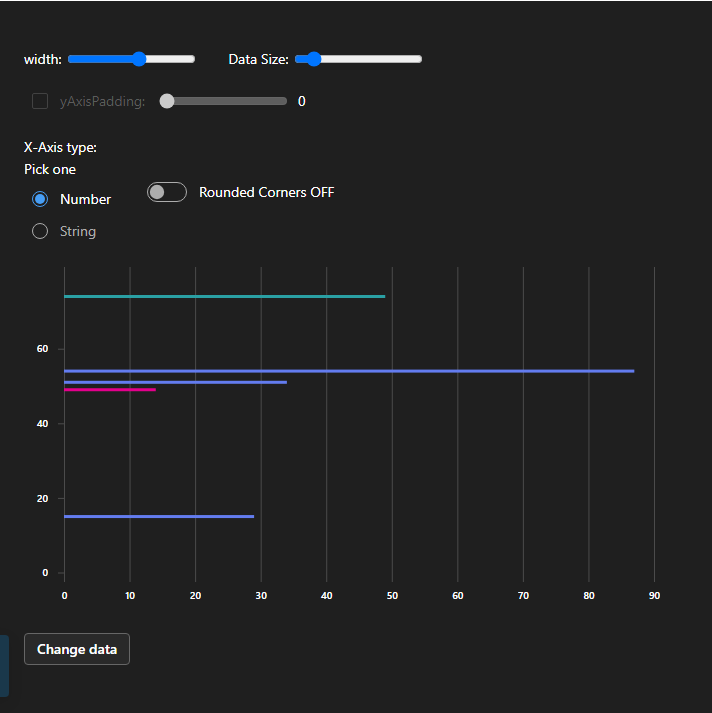 width: Data Size:
yAxisPadding: 0
X-Axis type:
Pick one
Number Rounded Corners OFF
String
60
40
20
0
0 10 20 30 40 50 60 70 80 90
Change data